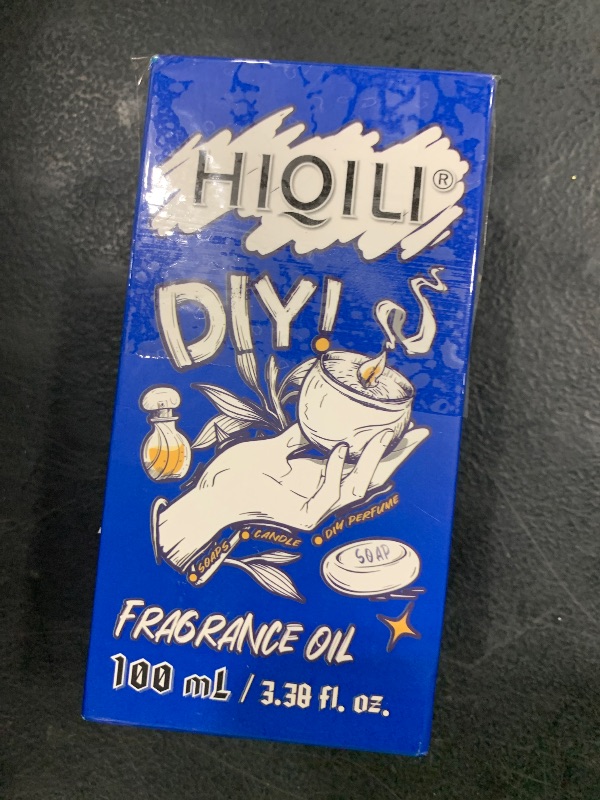 HIQILI®
DIY!
SOAPS
CANDLE
DIY PERFUME
SOAP
FRAGRANCE OIL
100 mL / 3.38 fl. oz.